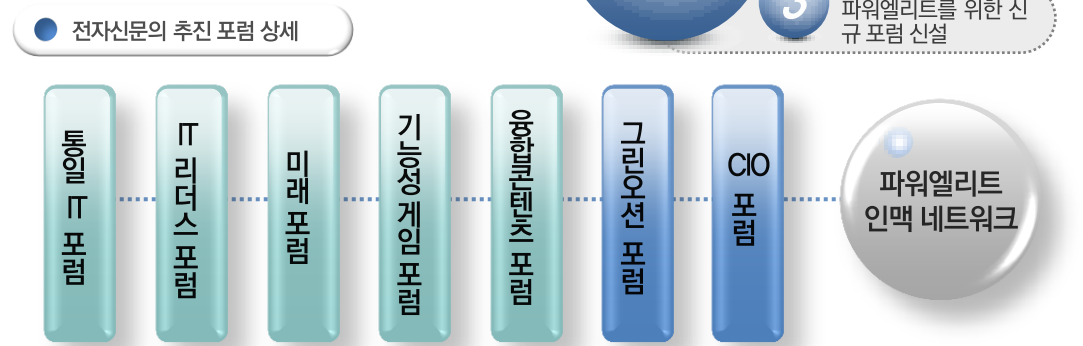 3
파워엘리트를 위한 신
규 포럼 신설
전자신문의 추진 포럼 상세
통일 IT 포럼
IT 리더스 포럼
미래 포럼
기능성 게임 포럼
융합콘텐츠 포럼
그린오션 포럼
CIO 포럼
파워엘리트
인맥 네트워크